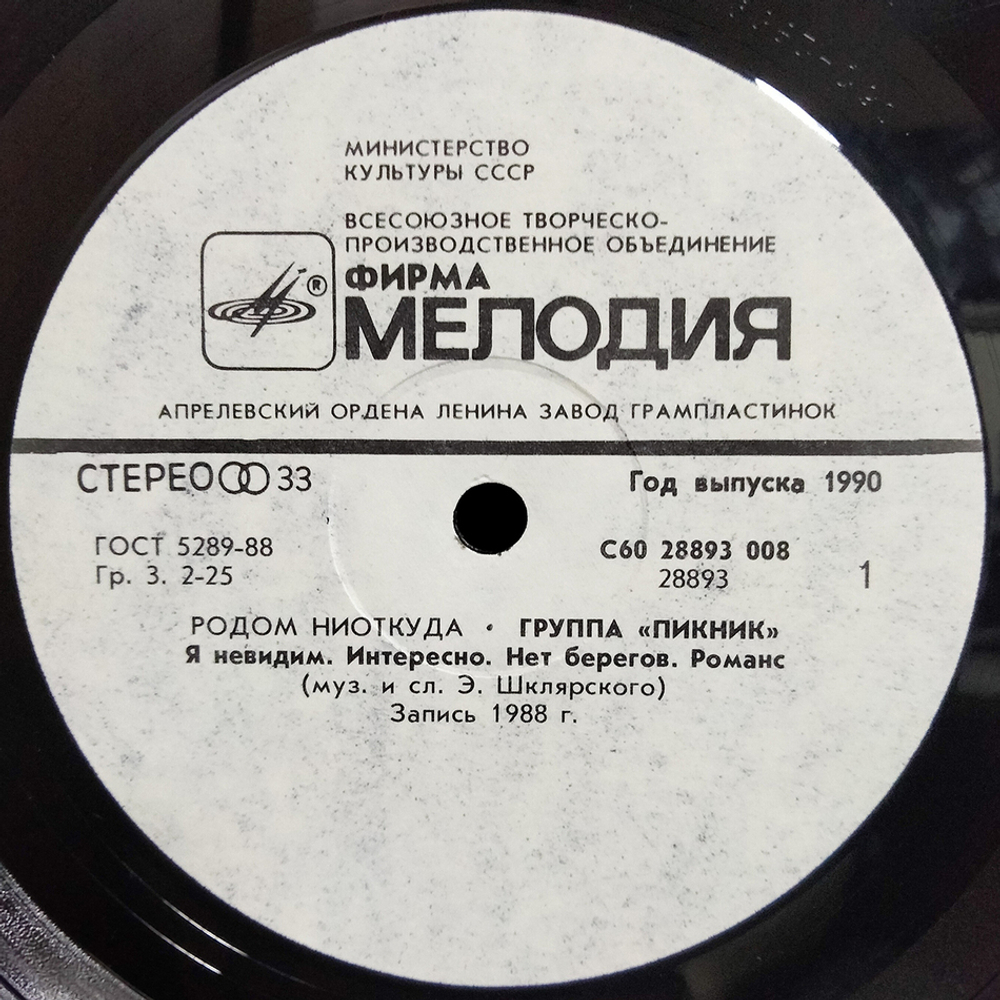 МИНИСТЕРСТВО
КУЛЬТУРЫ СССР
ВСЕСОЮЗНОЕ ТВОРЧЕСКО-
ПРОИЗВОДСТВЕННОЕ ОБЪЕДИНЕНИЕ
ФИРМА
®
МЕЛОДИЯ
АПРЕЛЕВСКИЙ ОРДЕНА ЛЕНИНА ЗАВОД ГРАМПЛАСТИНОК
СТЕРЕО 33
Год выпуска 1990
ГОСТ 5289-88
Гр. 3. 2-25
С60 28893 008
28893
1
РОДОМ НИОТКУДА • ГРУППА «ПИКНИК»
Я невидим. Интересно. Нет берегов. Романс
(муз. и сл. Э. Шклярского)
Запись 1988 г.